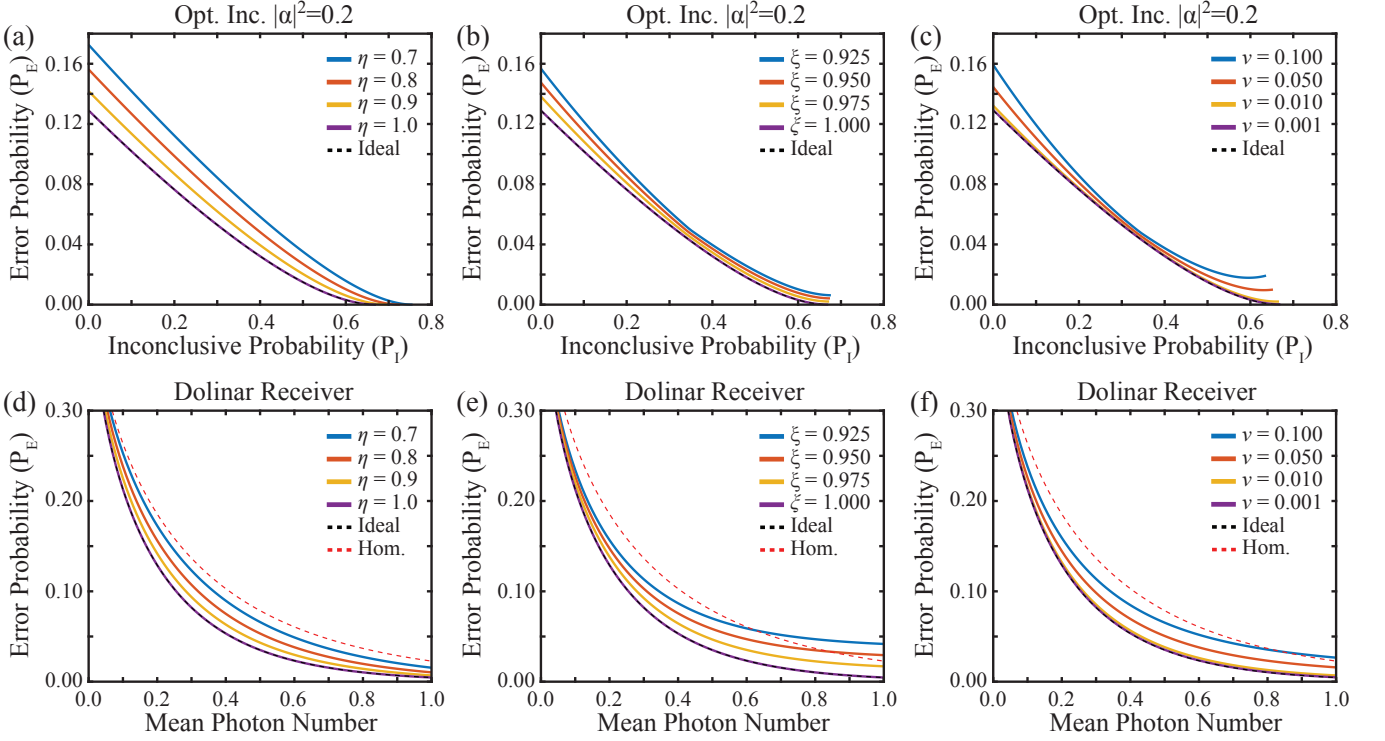 Opt. Inc. |α|²=0.2
(a)
η = 0.7
η = 0.8
η = 0.9
η = 1.0
Ideal
Error Probability (P_E)
0.16
0.12
0.08
0.04
0.00
0.0 0.2 0.4 0.6 0.8
Inconclusive Probability (P_I)
Opt. Inc. |α|²=0.2
(b)
ξ = 0.925
ξ = 0.950
ξ = 0.975
ξ = 1.000
Ideal
Error Probability (P_E)
0.16
0.12
0.08
0.04
0.00
0.0 0.2 0.4 0.6 0.8
Inconclusive Probability (P_I)
Opt. Inc. |α|²=0.2
(c)
ν = 0.100
ν = 0.050
ν = 0.010
ν = 0.001
Ideal
Error Probability (P_E)
0.16
0.12
0.08
0.04
0.00
0.0 0.2 0.4 0.6 0.8
Inconclusive Probability (P_I)
Dolinar Receiver
(d)
η = 0.7
η = 0.8
η = 0.9
η = 1.0
Ideal
Hom.
Error Probability (P_E)
0.30
0.20
0.10
0.00
0.0 0.2 0.4 0.6 0.8 1.0
Mean Photon Number
Dolinar Receiver
(e)
ξ = 0.925
ξ = 0.950
ξ = 0.975
ξ = 1.000
Ideal
Hom.
Error Probability (P_E)
0.30
0.20
0.10
0.00
0.0 0.2 0.4 0.6 0.8 1.0
Mean Photon Number
Dolinar Receiver
(f)
ν = 0.100
ν = 0.050
ν = 0.010
ν = 0.001
Ideal
Hom.
Error Probability (P_E)
0.30
0.20
0.10
0.00
0.0 0.2 0.4 0.6 0.8 1.0
Mean Photon Number